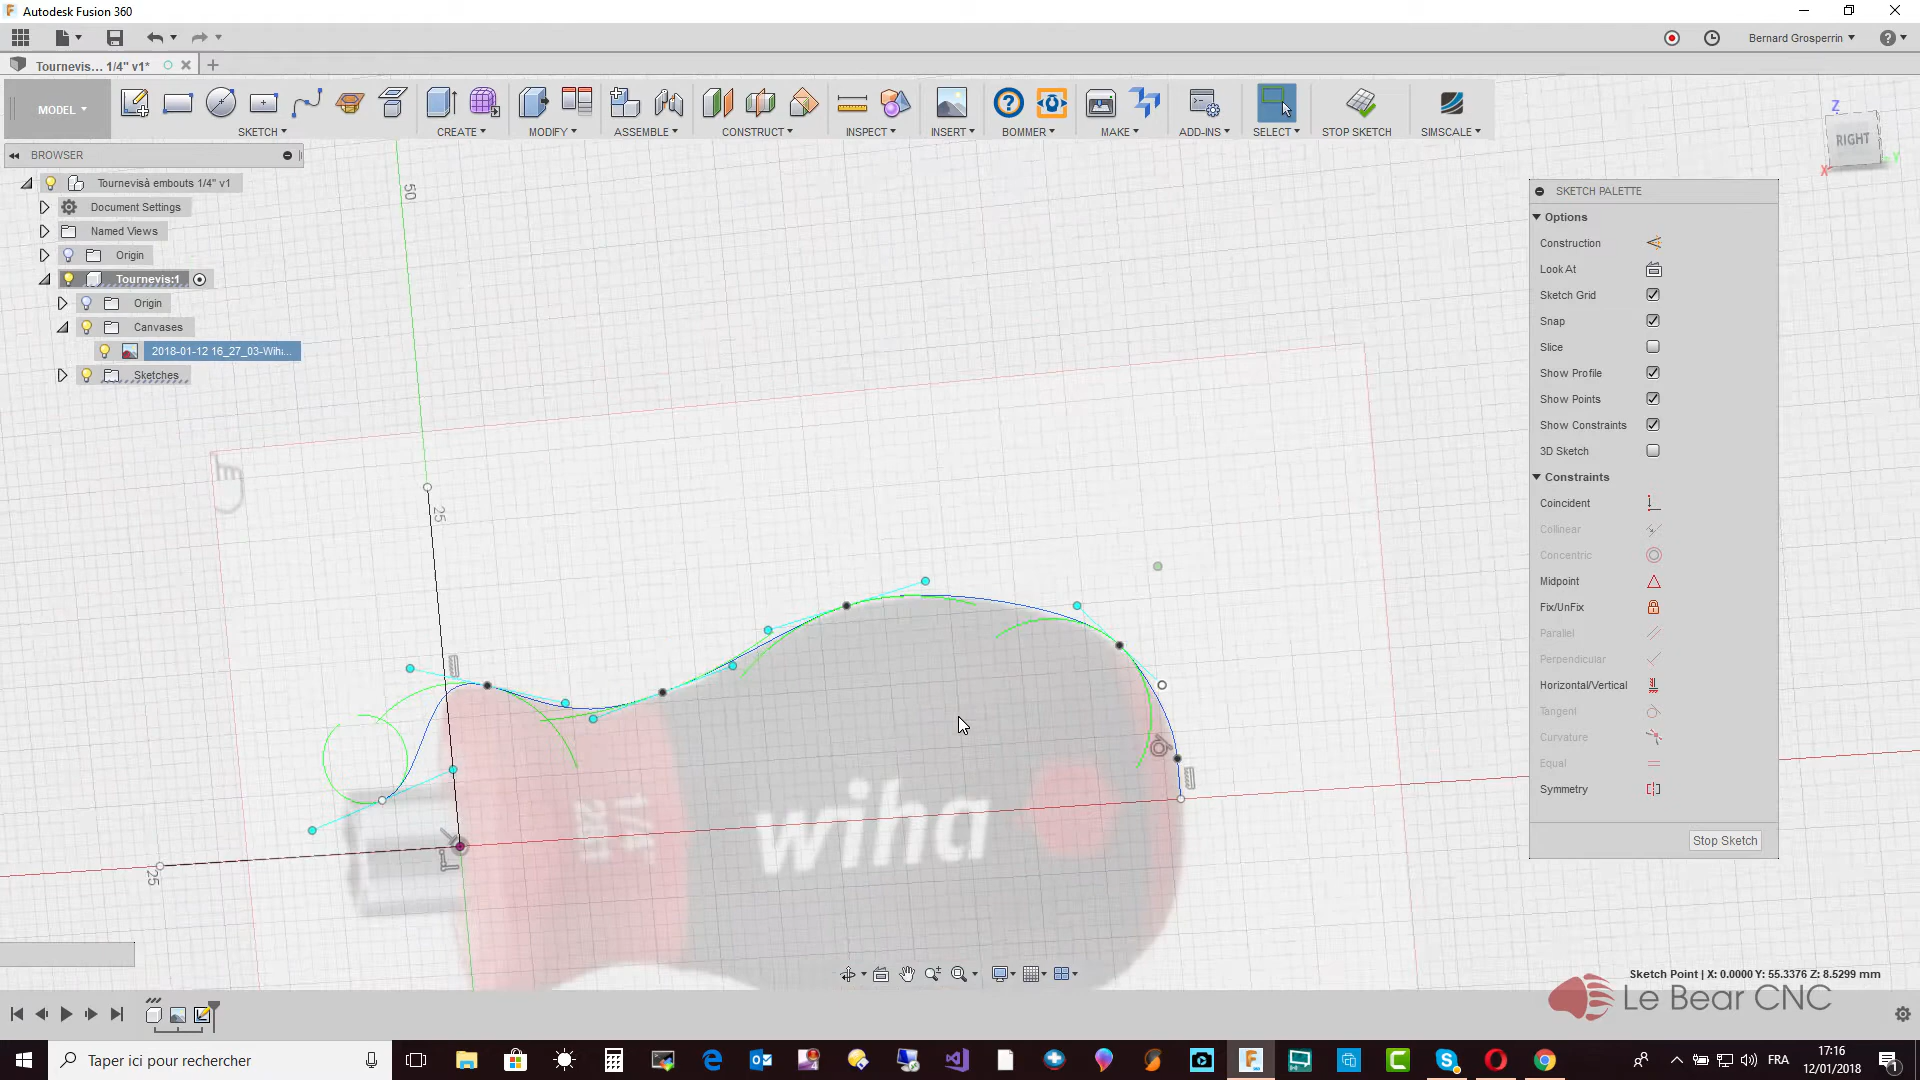 Autodesk Fusion 360
Bernard Grosperrin
Tournevis... 1/4" v1*
MODEL
SKETCH
CREATE
MODIFY
ASSEMBLE
CONSTRUCT
INSPECT
INSERT
BOMMER
MAKE
ADD-INS
SELECT
STOP SKETCH
SIMSCALE
BROWSER
Tournevisà embouts 1/4" v1
Document Settings
Named Views
Origin
Tournevis:1
Origin
Canvases
2018-01-12 16_27_03-Wiha...
Sketches
Z
RIGHT
X
Y
50
25
25
wiha
SKETCH PALETTE
Options
Construction
Look At
Sketch Grid
Snap
Slice
Show Profile
Show Points
Show Constraints
3D Sketch
Constraints
Coincident
Collinear
Concentric
Midpoint
Fix/UnFix
Parallel
Perpendicular
Horizontal/Vertical
Tangent
Curvature
Equal
Symmetry
Stop Sketch
Sketch Point | X: 0.0000 Y: 55.3376 Z: 8.5299 mm
Le Bear CNC
Taper ici pour rechercher
FRA
17:16
12/01/2018
1